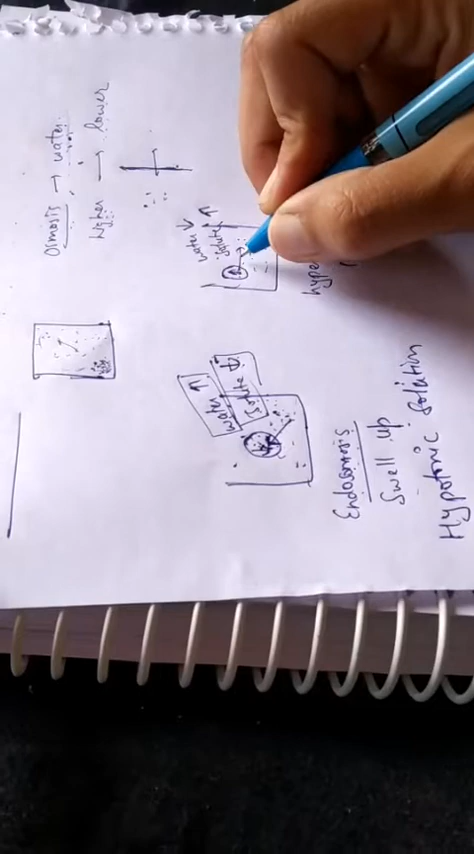 Osmosis → water
Higher → lower
water ↓
solute ↑
hype
water ↑
solute ↓
Endosmosis
Swell up
Hypotonic Solution